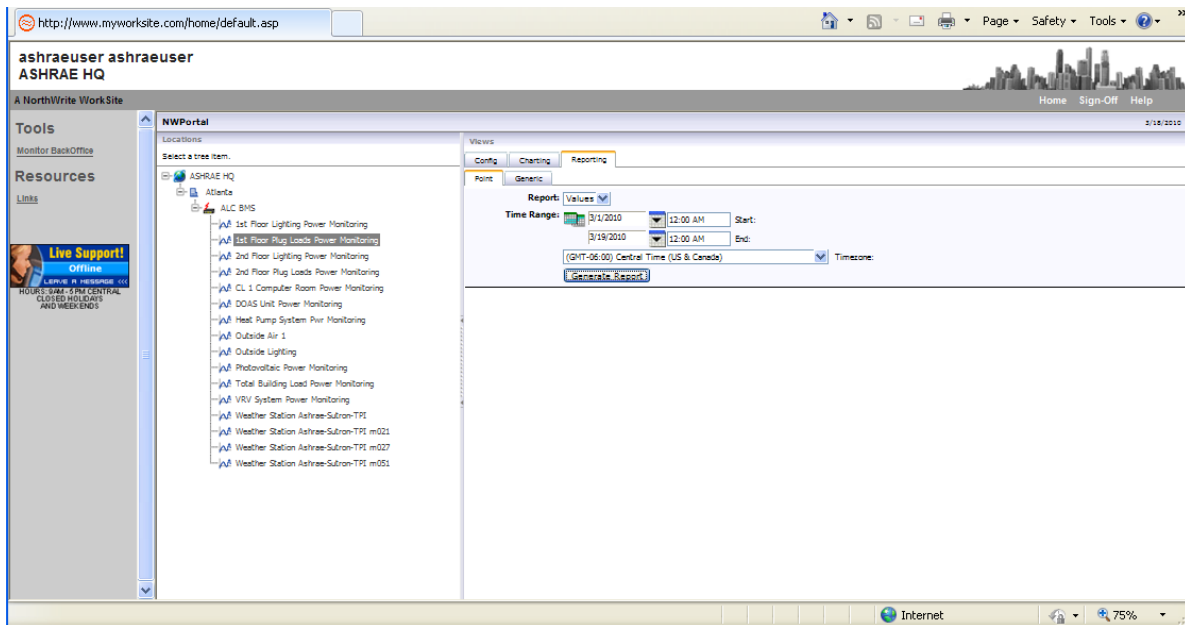 http://www.myworksite.com/home/default.asp
Page
Safety
Tools
ashraeuser ashraeuser
ASHRAE HQ
A NorthWrite WorkSite
Home Sign-Off Help
Tools
Monitor BackOffice
Resources
Links
Live Support!
Offline
LEAVE A MESSAGE <<<
HOURS: 9AM - 5 PM CENTRAL
CLOSED HOLIDAYS
AND WEEKENDS
NWPortal
3/18/2010
Locations
Select a tree item.
ASHRAE HQ
Atlanta
ALC BMS
1st Floor Lighting Power Monitoring
1st Floor Plug Loads Power Monitoring
2nd Floor Lighting Power Monitoring
2nd Floor Plug Loads Power Monitoring
CL 1 Computer Room Power Monitoring
DOAS Unit Power Monitoring
Heat Pump System Pwr Monitoring
Outside Air 1
Outside Lighting
Photovoltaic Power Monitoring
Total Building Load Power Monitoring
VRV System Power Monitoring
Weather Station Ashrae-Sutron-TPI
Weather Station Ashrae-Sutron-TPI m021
Weather Station Ashrae-Sutron-TPI m027
Weather Station Ashrae-Sutron-TPI m051
Views
Config Charting Reporting
Point Generic
Report: Values
Time Range: 3/1/2010 12:00 AM Start:
3/19/2010 12:00 AM End:
(GMT-06:00) Central Time (US & Canada) Timezone:
Generate Report
Internet
75%